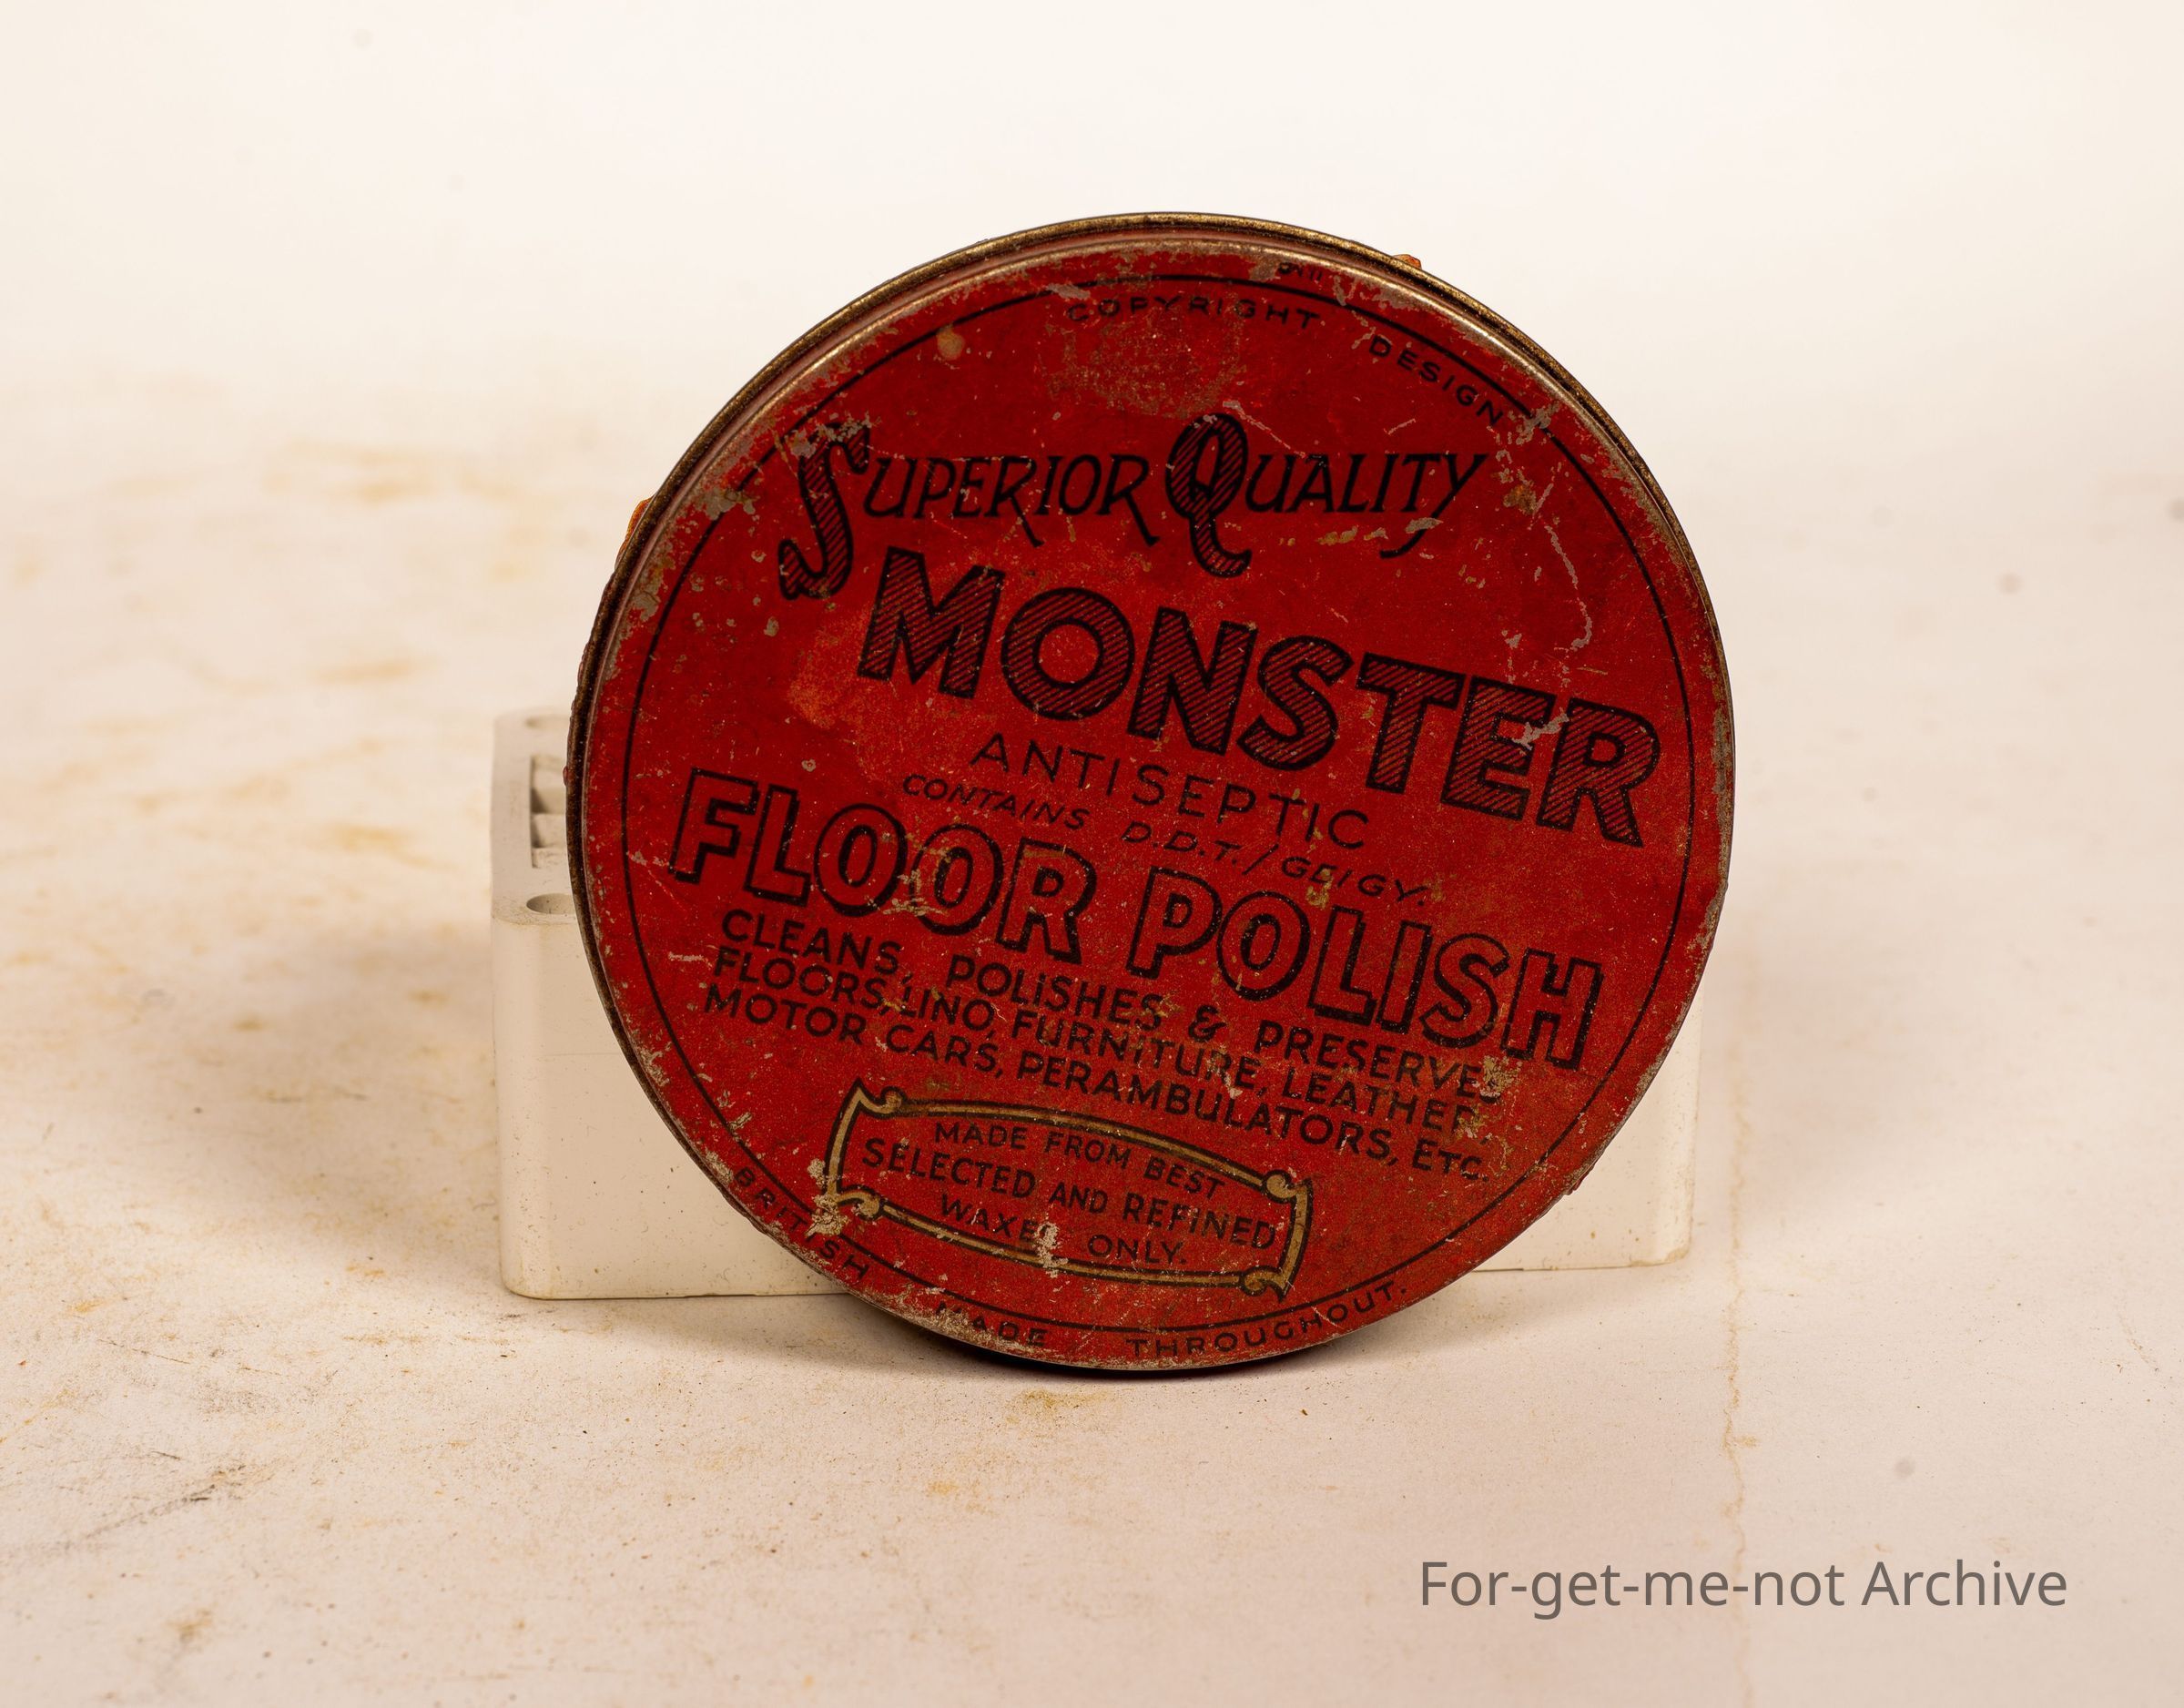 COPYRIGHT DESIGN
SUPERIOR QUALITY
MONSTER
ANTISEPTIC
CONTAINS D.D.T./GEIGY.
FLOOR POLISH
CLEANS, POLISHES & PRESERVES
FLOORS, LINO, FURNITURE, LEATHER,
MOTOR CARS, PERAMBULATORS, ETC.
MADE FROM BEST
SELECTED AND REFINED
WAXES ONLY.
BRITISH MADE THROUGHOUT.
For-get-me-not Archive